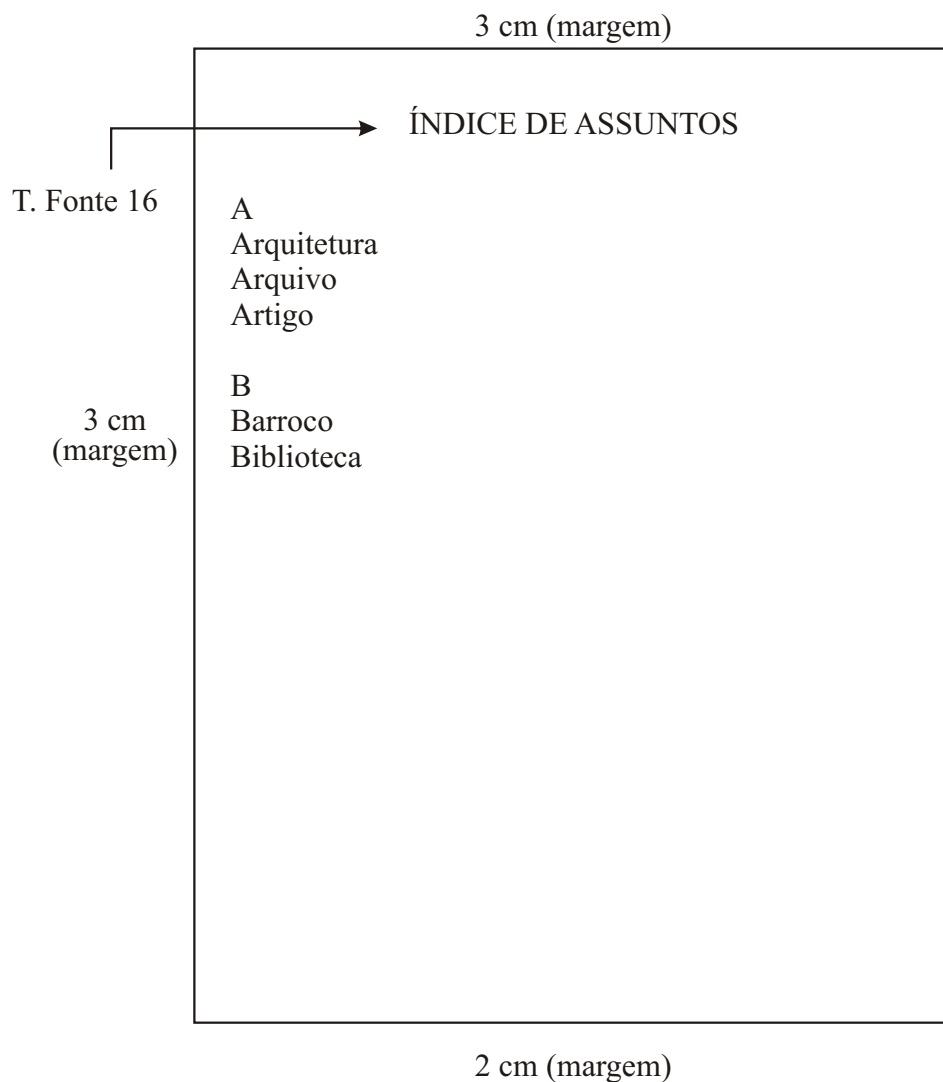 3 cm (margem)
ÍNDICE DE ASSUNTOS
T. Fonte 16
A
Arquitetura
Arquivo
Artigo
B
Barroco
Biblioteca
3 cm
(margem)
2 cm (margem)